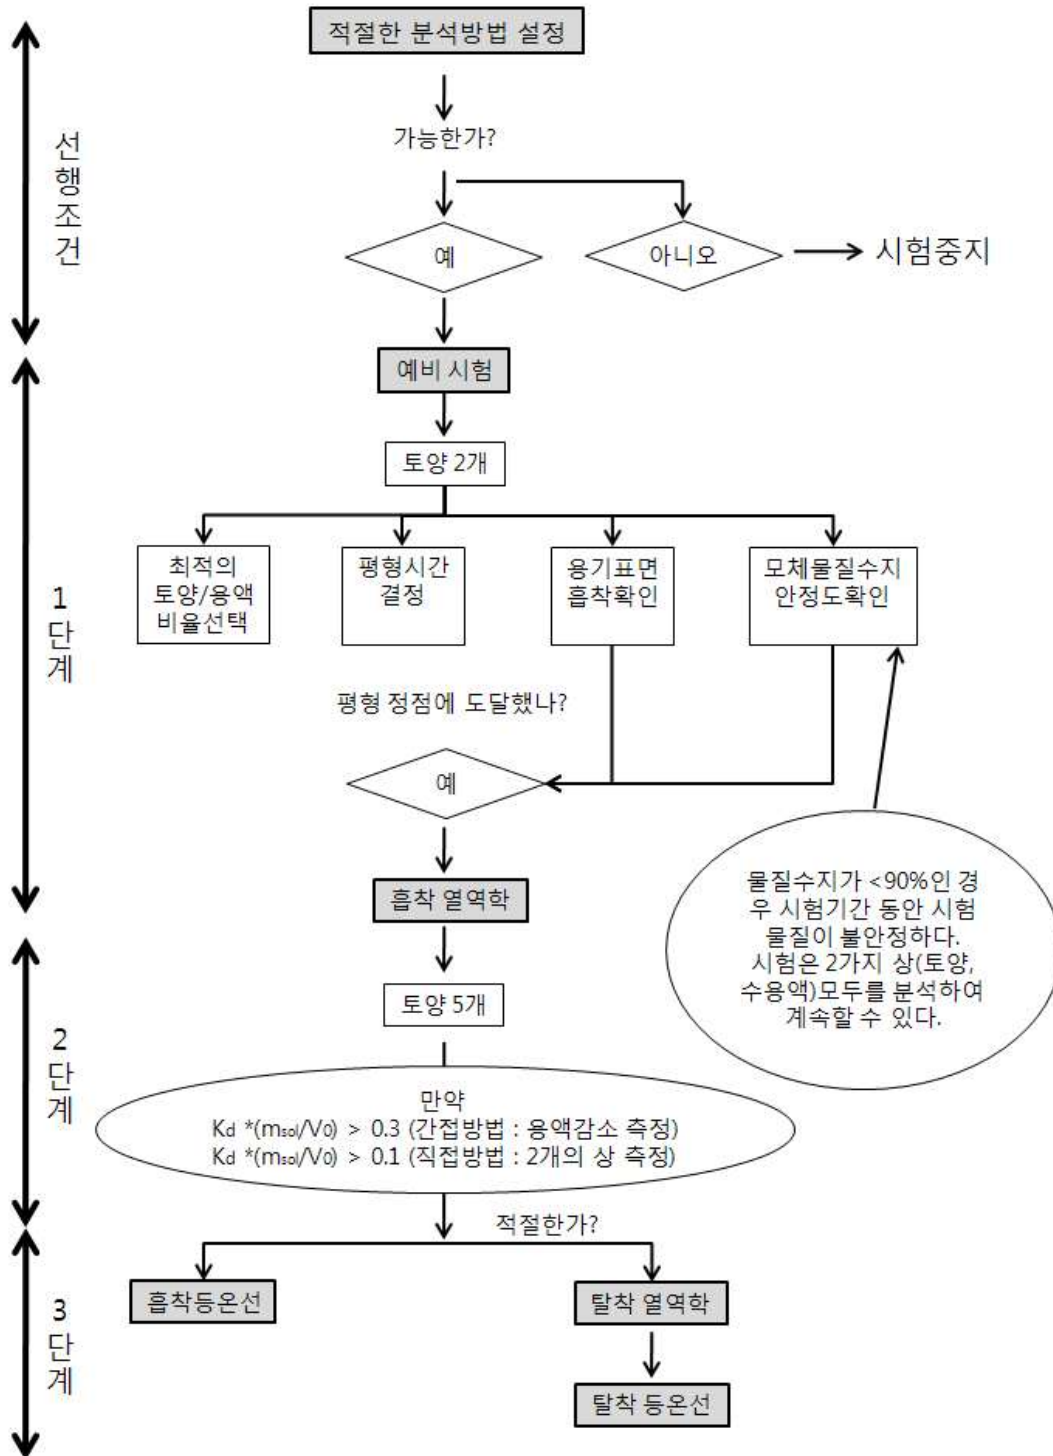 적절한 분석방법 설정
가능한가?
선
행
조
건
예
아니오
시험중지
예비 시험
토양 2개
최적의
토양/용액
비율선택
평형시간
결정
용기표면
흡착확인
모체물질수지
안정도확인
1
단
계
평형 정점에 도달했나?
예
흡착 열역학
물질수지가 <90%인 경
우 시험기간 동안 시험
물질이 불안정하다.
시험은 2가지 상(토양,
수용액)모두를 분석하여
계속할 수 있다.
토양 5개
2
단
계
만약
Kd *(msol/V0) > 0.3 (간접방법 : 용액감소 측정)
Kd *(msol/V0) > 0.1 (직접방법 : 2개의 상 측정)
적절한가?
3
단
계
흡착등온선
탈착 열역학
탈착 등온선